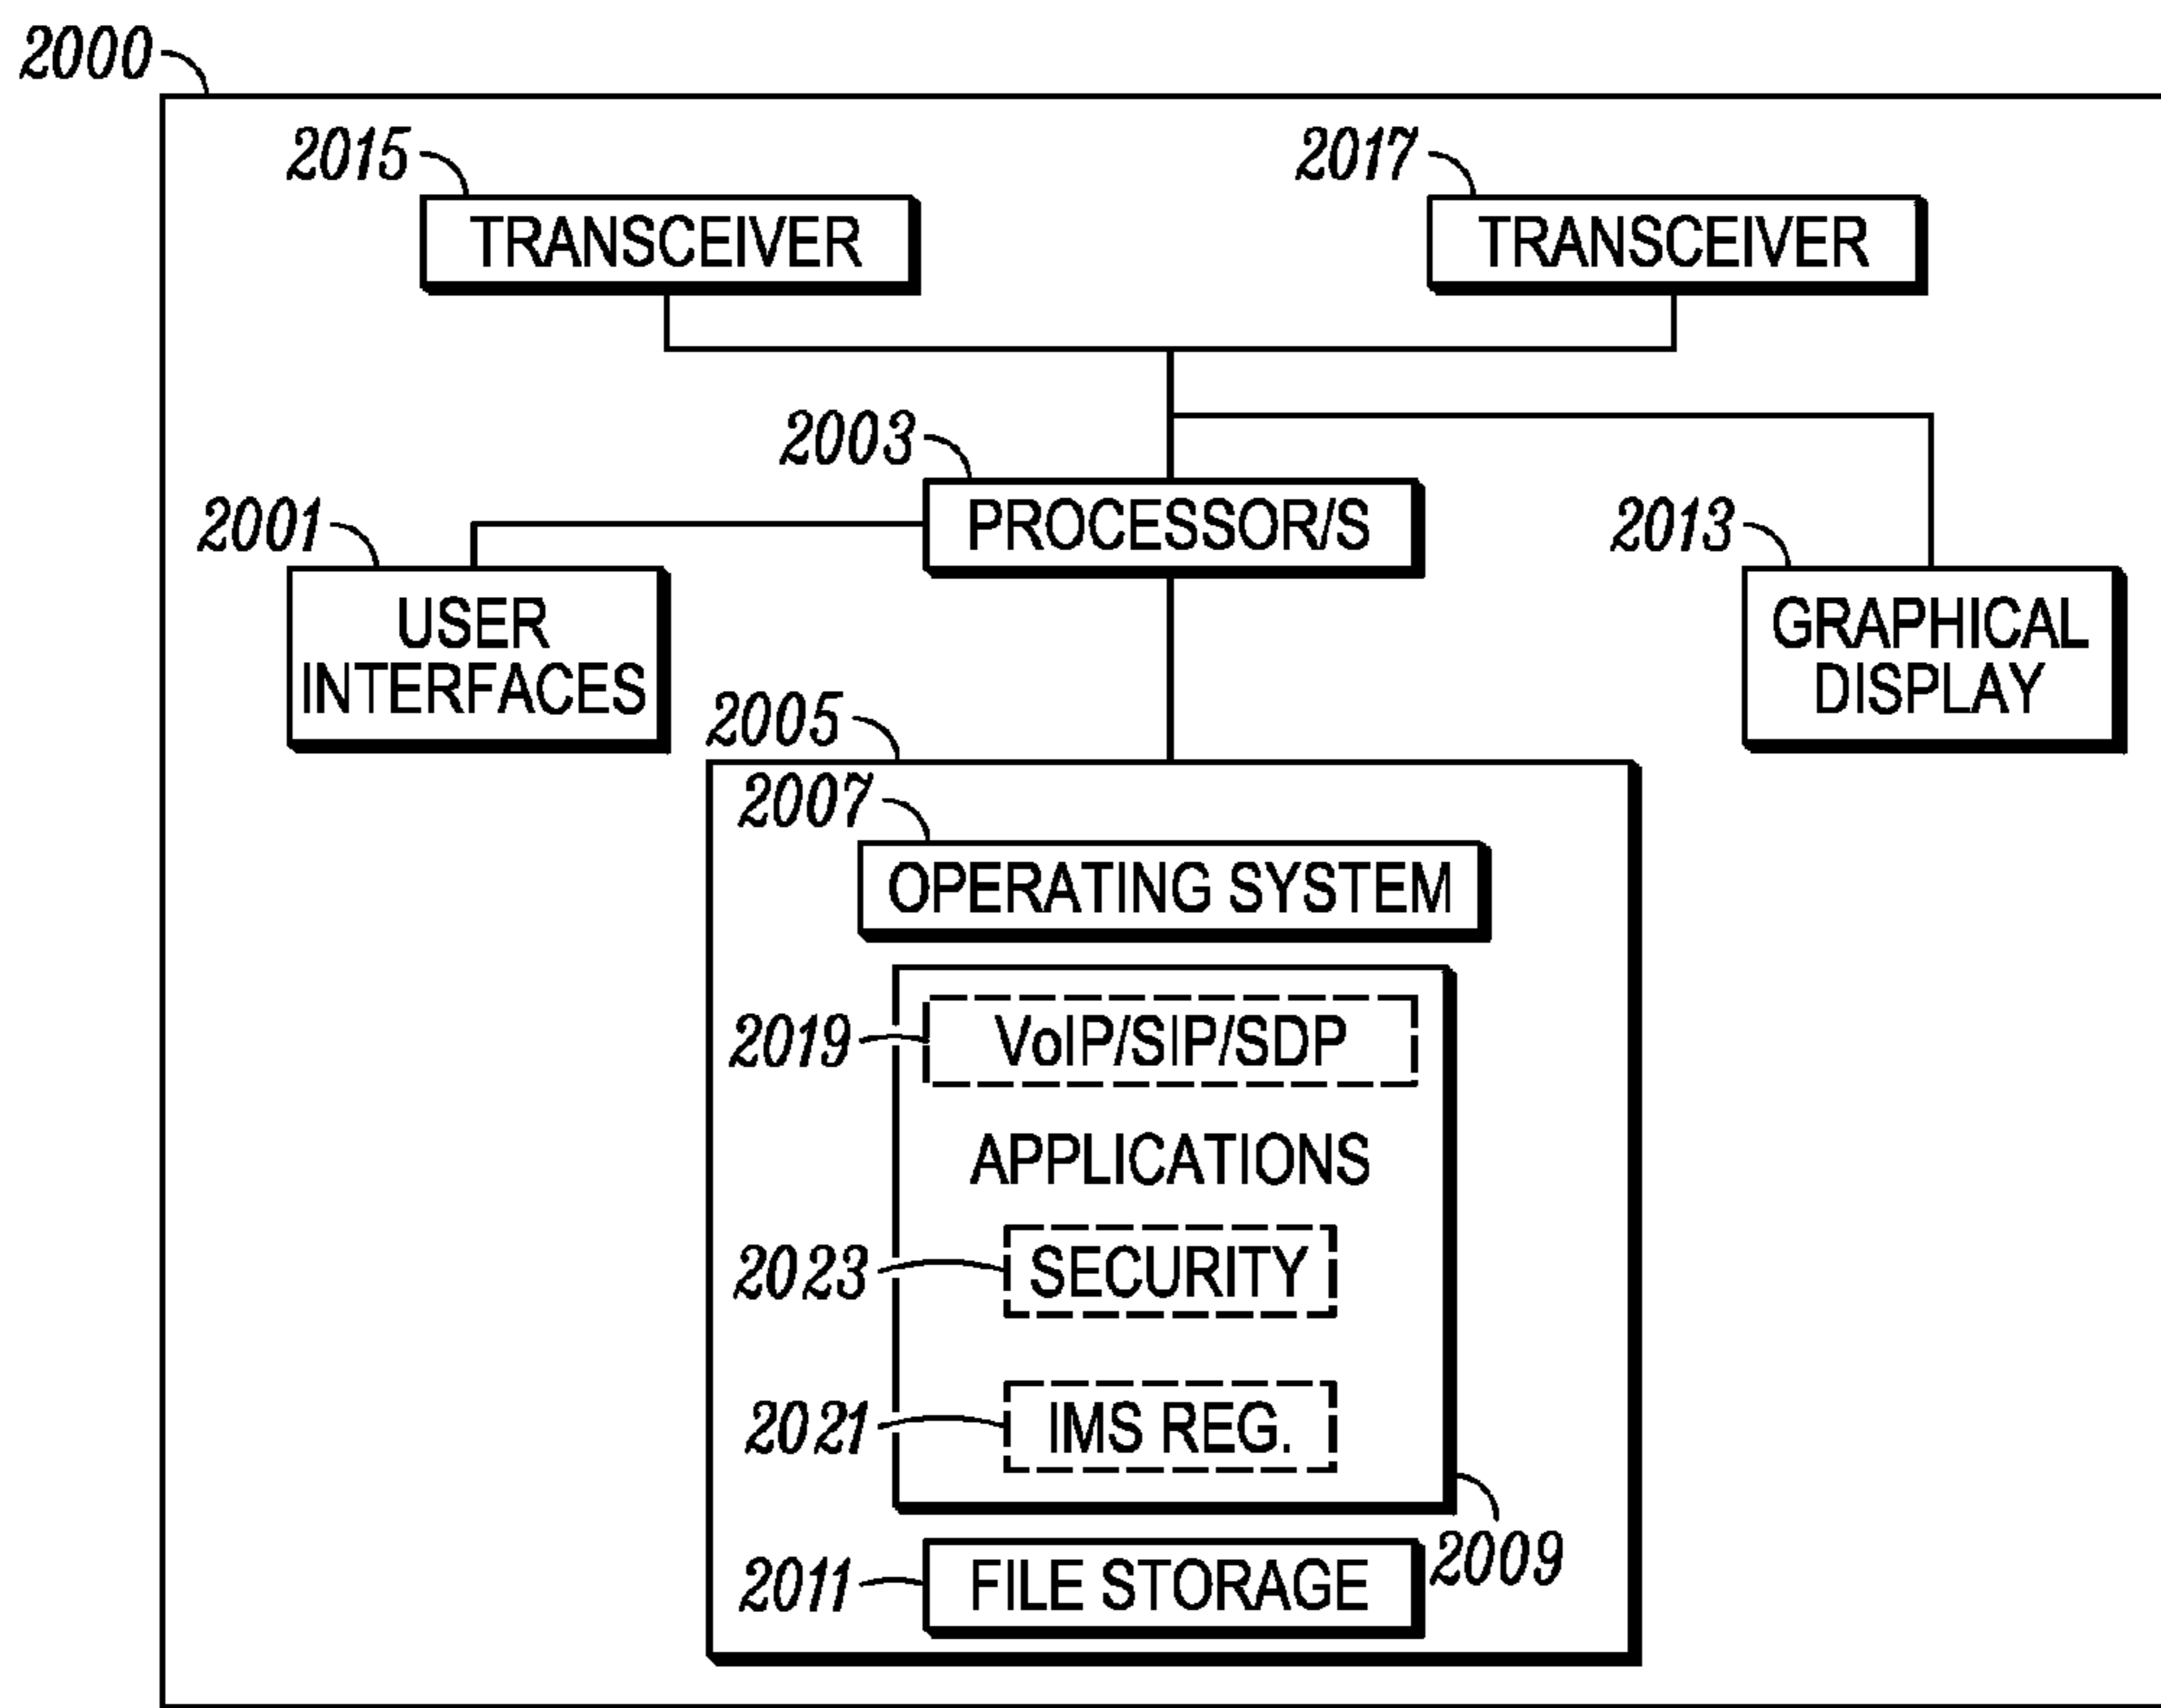 2000
2015
2017
TRANSCEIVER
TRANSCEIVER
2003
PROCESSOR/S
2001
USER
INTERFACES
2013
GRAPHICAL
DISPLAY
2005
2007
OPERATING SYSTEM
2019
VoIP/SIP/SDP
APPLICATIONS
2023
SECURITY
2021
IMS REG.
2009
2011
FILE STORAGE